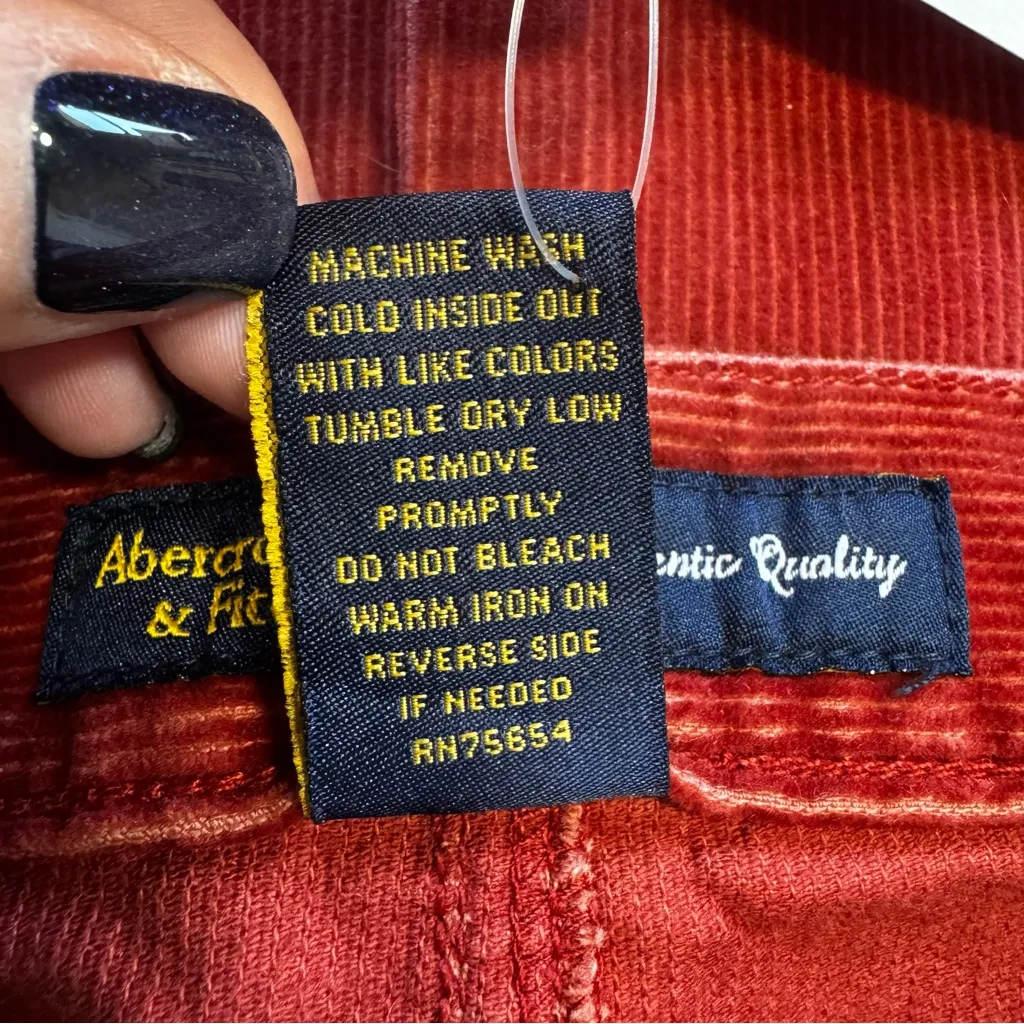 MACHINE WASH
COLD INSIDE OUT
WITH LIKE COLORS
TUMBLE DRY LOW
REMOVE
PROMPTLY
DO NOT BLEACH
WARM IRON ON
REVERSE SIDE
IF NEEDED
RN75654
& 
Quality